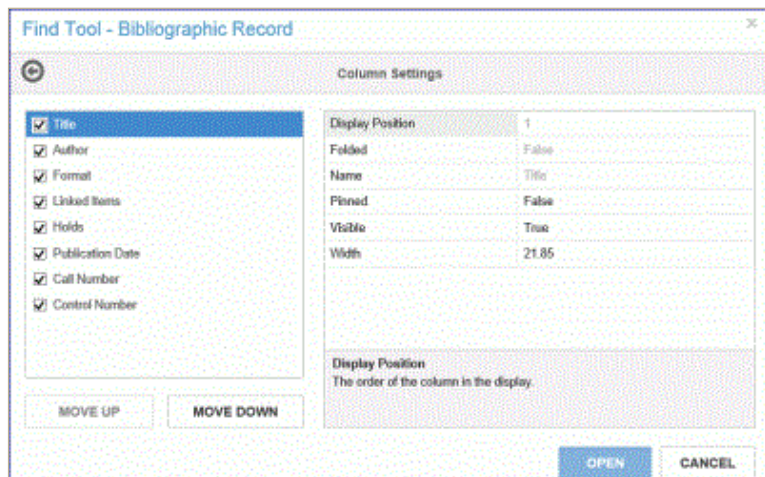 Find Tool - Bibliographic Record
Column Settings
Title
Author
Format
Linked Items
Holds
Publication Date
Call Number
Control Number
MOVE UP
MOVE DOWN
Display Position 1
Folded False
Name Title
Pinned False
Visible True
Width 21.85
Display Position
The order of the column in the display.
OPEN
CANCEL